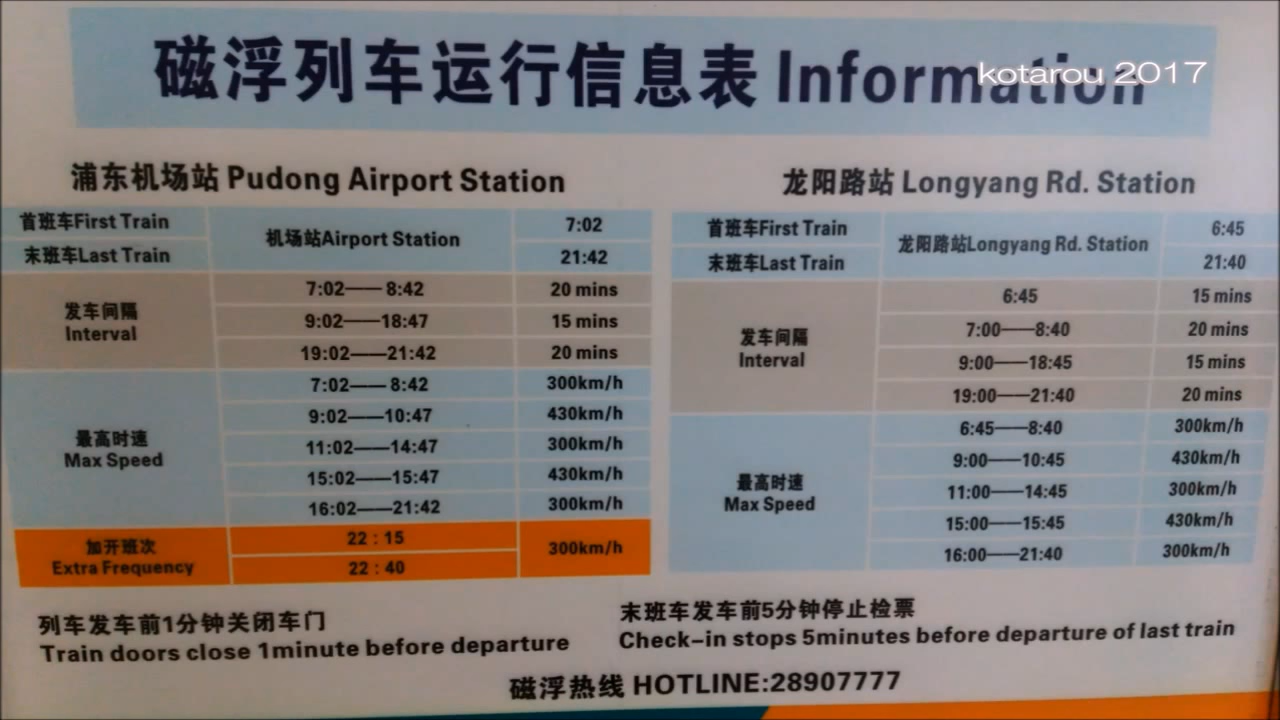 磁浮列车运行信息表 Information
kotarou 2017
浦东机场站 Pudong Airport Station
首班车First Train 机场站Airport Station 7:02
末班车Last Train 21:42
发车间隔 Interval 7:02——8:42 20 mins
9:02——18:47 15 mins
19:02——21:42 20 mins
最高时速 Max Speed 7:02——8:42 300km/h
9:02——10:47 430km/h
11:02——14:47 300km/h
15:02——15:47 430km/h
16:02——21:42 300km/h
加开班次 Extra Frequency 22:15 300km/h
22:40
龙阳路站 Longyang Rd. Station
首班车First Train 龙阳路站Longyang Rd. Station 6:45
末班车Last Train 21:40
发车间隔 Interval 6:45 15 mins
7:00——8:40 20 mins
9:00——18:45 15 mins
19:00——21:40 20 mins
最高时速 Max Speed 6:45——8:40 300km/h
9:00——10:45 430km/h
11:00——14:45 300km/h
15:00——15:45 430km/h
16:00——21:40 300km/h
列车发车前1分钟关闭车门
Train doors close 1minute before departure
末班车发车前5分钟停止检票
Check-in stops 5minutes before departure of last train
磁浮热线 HOTLINE:28907777